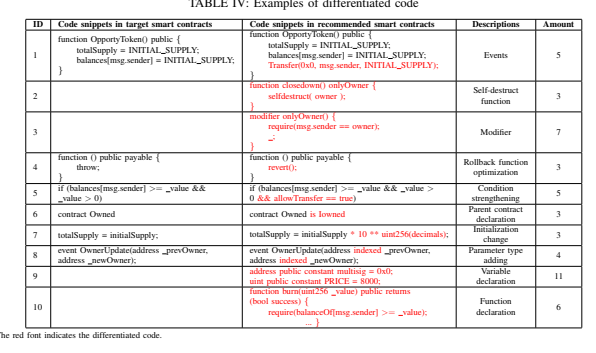 TABLE IV: Examples of differentiated code
ID Code snippets in target smart contracts Code snippets in recommended smart contracts Descriptions Amount
1
function OpportyToken() public {
totalSupply = INITIAL_SUPPLY;
balances[msg.sender] = INITIAL_SUPPLY;
}
function OpportyToken() public {
totalSupply = INITIAL_SUPPLY;
balances[msg.sender] = INITIAL_SUPPLY;
Transfer(0x0, msg.sender, INITIAL_SUPPLY);
}
Events
5
2
function closedown() onlyOwner {
selfdestruct( owner );
}
Self-destruct
function
3
3
modifier onlyOwner() {
require(msg.sender == owner);
_;
}
Modifier
7
4
function () public payable {
throw;
}
function () public payable {
revert();
}
Rollback function
optimization
3
5
if (balances[msg.sender] >= _value &&
_value > 0)
if (balances[msg.sender] >= _value && _value >
0 && allowTransfer == true)
Condition
strengthening
5
6
contract Owned
contract Owned is Iowned
Parent contract
declaration
3
7
totalSupply = initialSupply;
totalSupply = initialSupply * 10 ** uint256(decimals);
Initialization
change
3
8
event OwnerUpdate(address _prevOwner,
address _newOwner);
event OwnerUpdate(address indexed _prevOwner,
address indexed _newOwner);
Parameter type
adding
4
9
address public constant multisig = 0x0;
uint public constant PRICE = 8000;
Variable
declaration
11
10
function burn(uint256 _value) public returns
(bool success) {
require(balanceOf[msg.sender] >= _value);
... }
Function
declaration
6
The red font indicates the differentiated code.